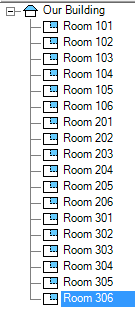 Our Building
Room 101
Room 102
Room 103
Room 104
Room 105
Room 106
Room 201
Room 202
Room 203
Room 204
Room 205
Room 206
Room 301
Room 302
Room 303
Room 304
Room 305
Room 306